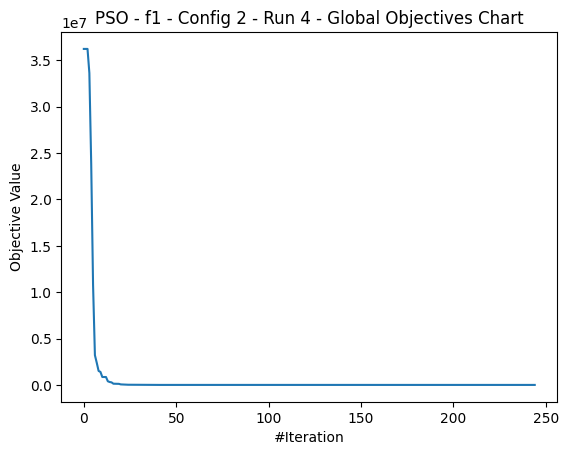 PSO - f1 - Config 2 - Run 4 - Global Objectives Chart
1e7
3.5
3.0
2.5
2.0
1.5
1.0
0.5
0.0
Objective Value
0 50 100 150 200 250
#Iteration